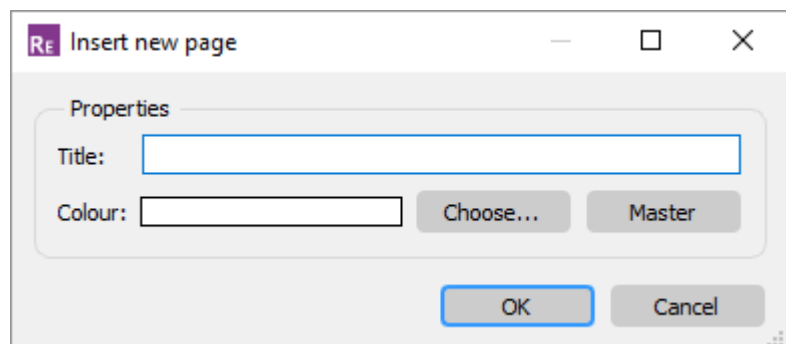 RE Insert new page
Properties
Title:
Colour: Choose... Master
OK Cancel